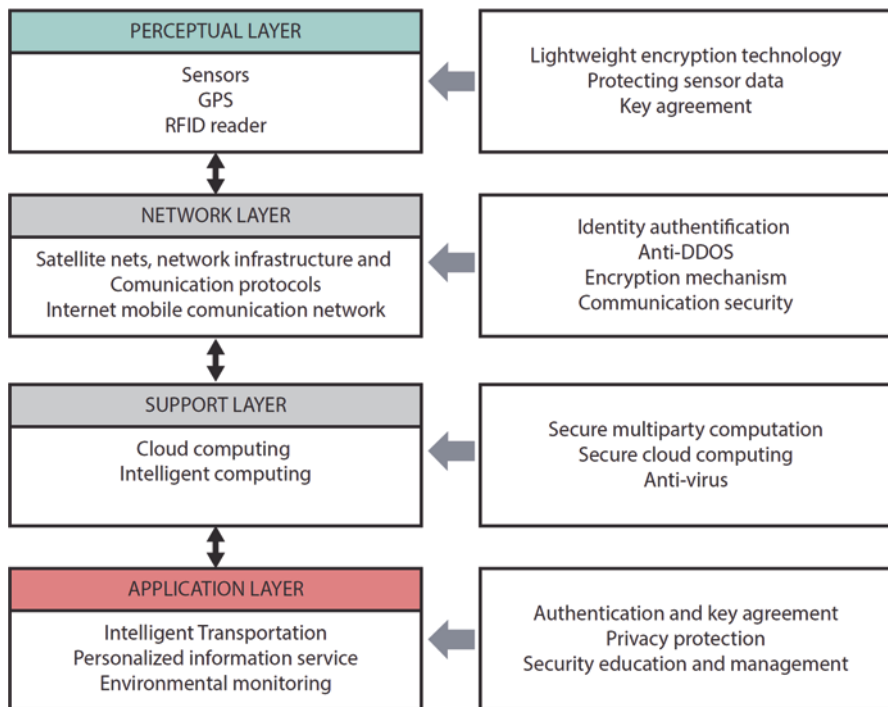 PERCEPTUAL LAYER
Sensors
GPS
RFID reader
Lightweight encryption technology
Protecting sensor data
Key agreement
NETWORK LAYER
Satellite nets, network infrastructure and
Comunication protocols
Internet mobile comunication network
Identity authentification
Anti-DDOS
Encryption mechanism
Communication security
SUPPORT LAYER
Cloud computing
Intelligent computing
Secure multiparty computation
Secure cloud computing
Anti-virus
APPLICATION LAYER
Intelligent Transportation
Personalized information service
Environmental monitoring
Authentication and key agreement
Privacy protection
Security education and management